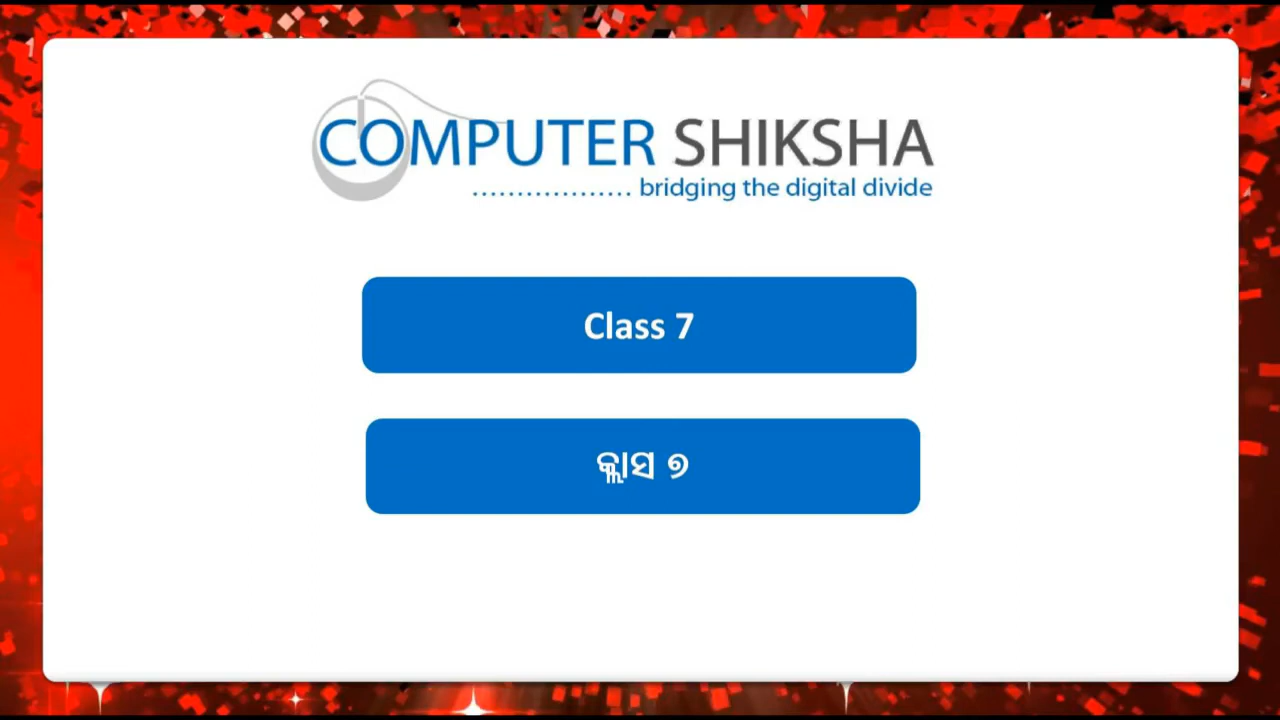 COMPUTER SHIKSHA
.................. bridging the digital divide
Class 7
କ୍ଲାସ ୭